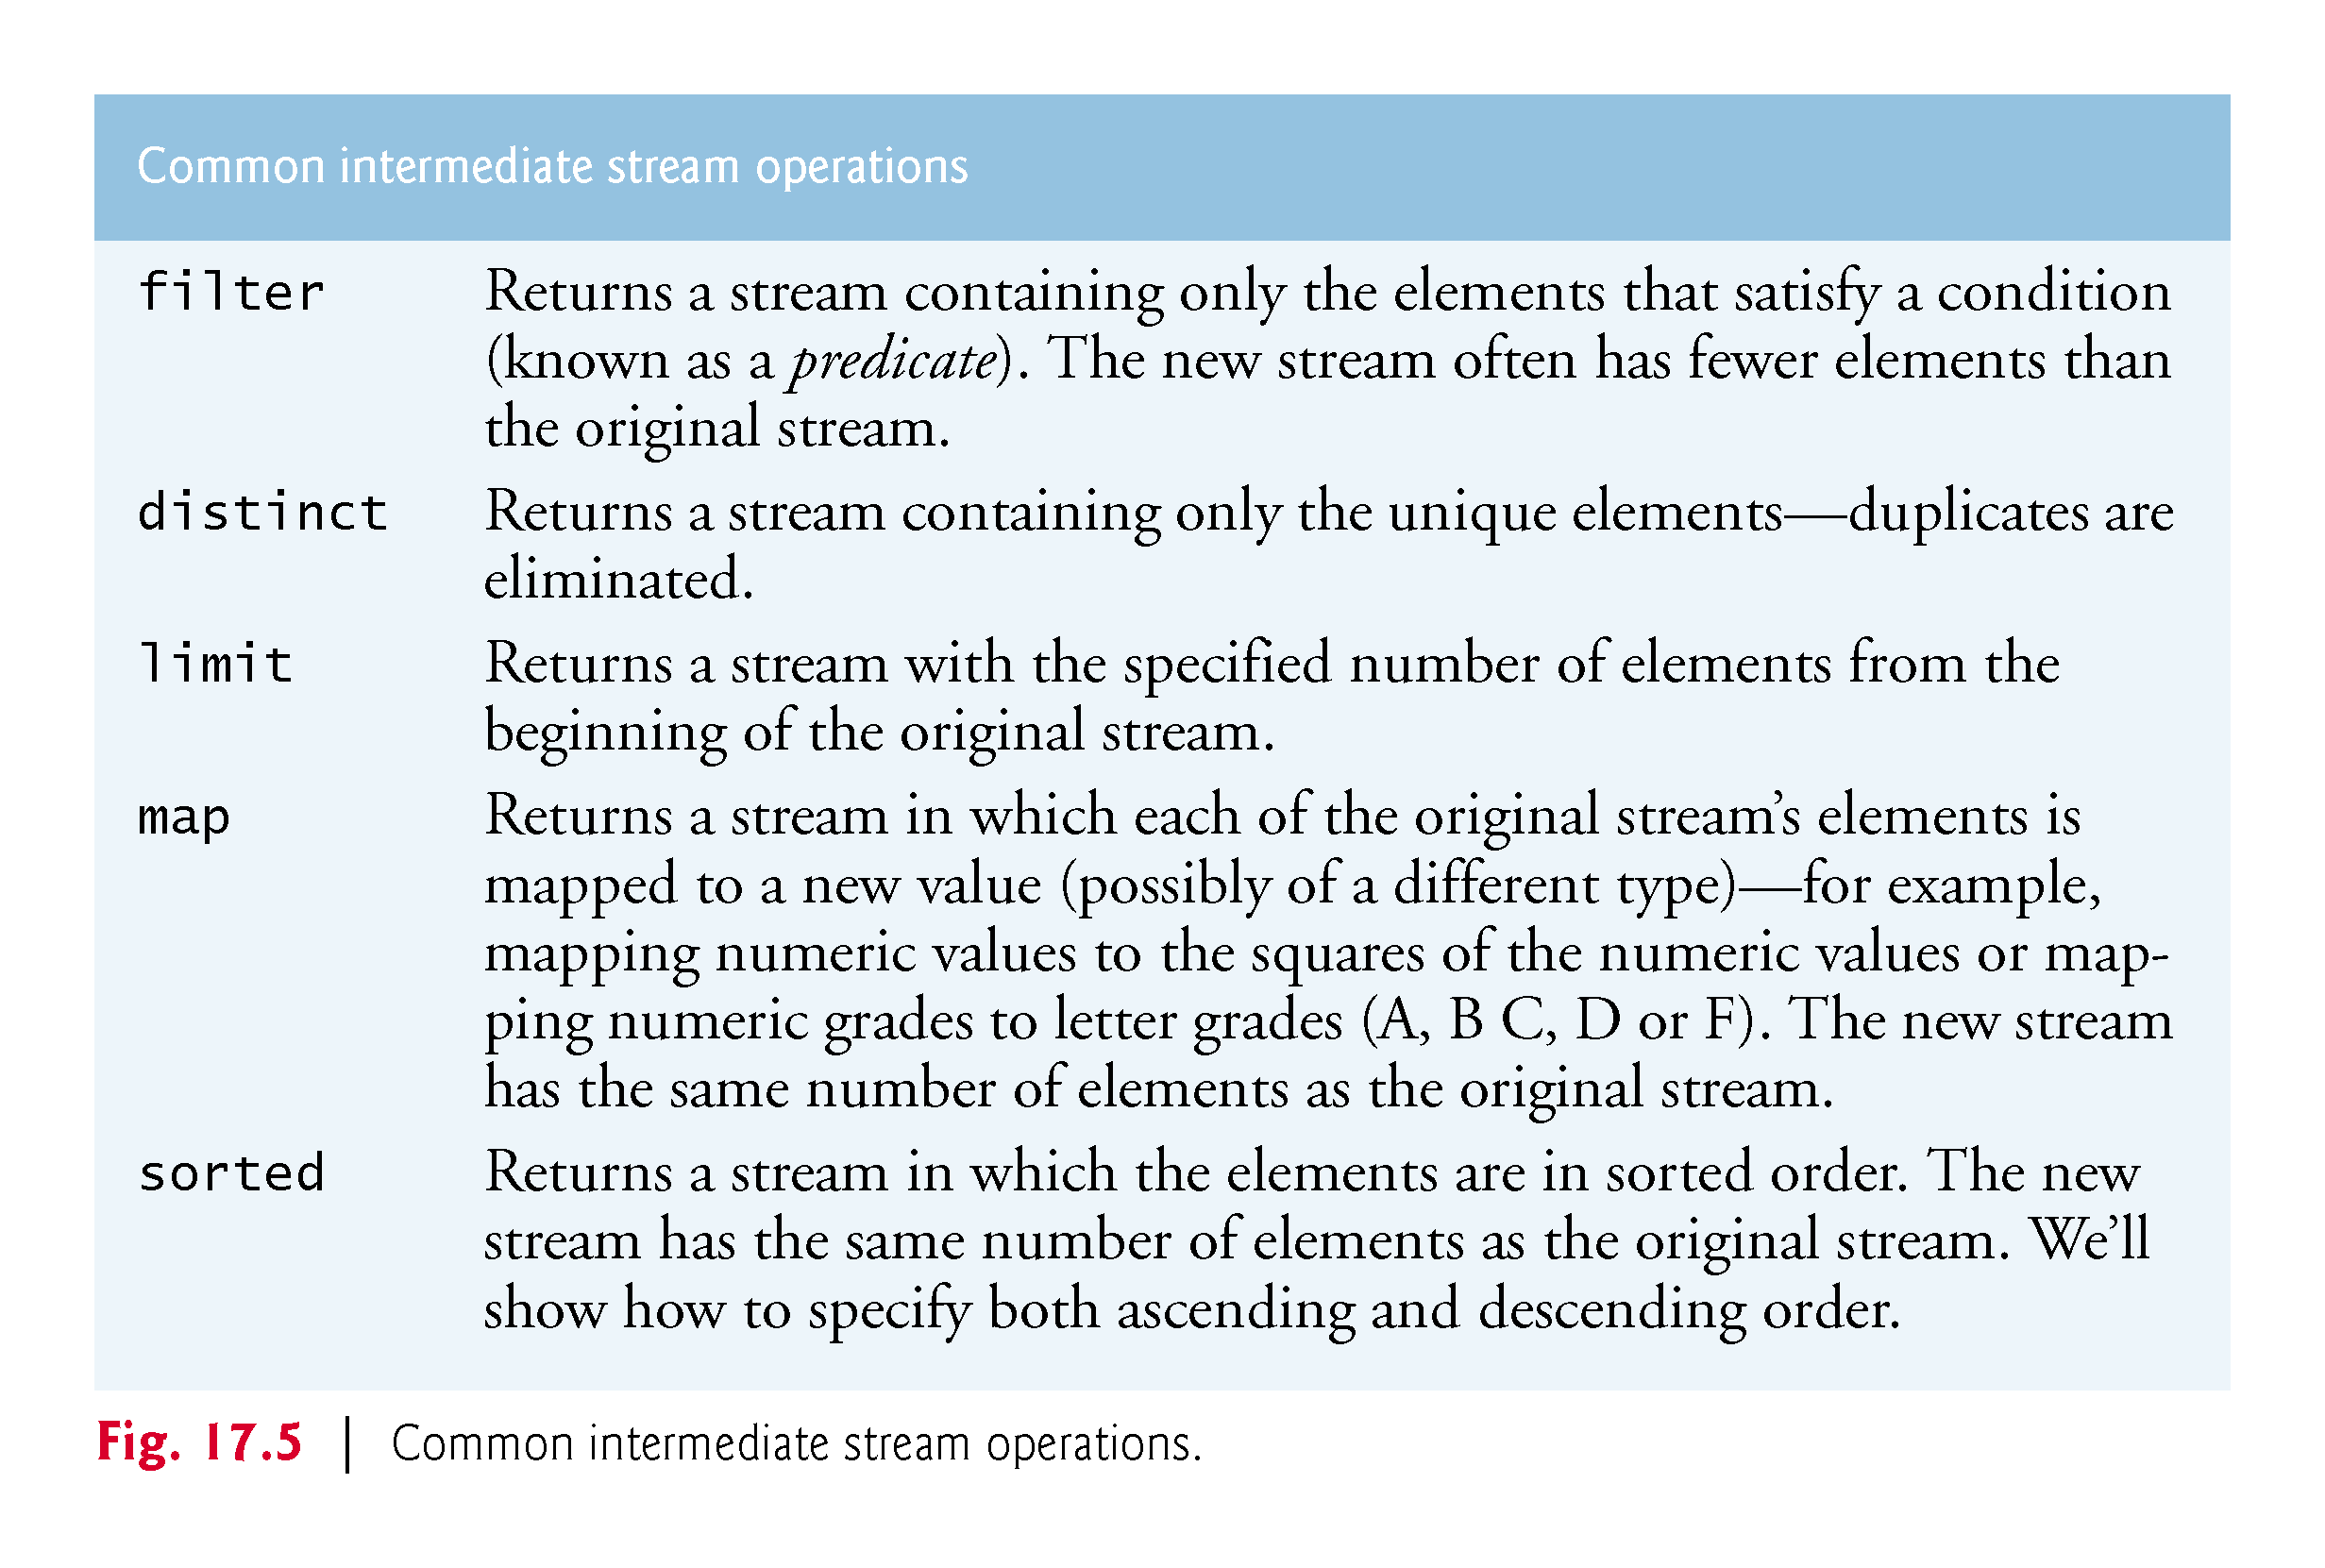 Common intermediate stream operations
filter Returns a stream containing only the elements that satisfy a condition
(known as a predicate). The new stream often has fewer elements than
the original stream.
distinct Returns a stream containing only the unique elements—duplicates are
eliminated.
limit Returns a stream with the specified number of elements from the
beginning of the original stream.
map Returns a stream in which each of the original stream’s elements is
mapped to a new value (possibly of a different type)—for example,
mapping numeric values to the squares of the numeric values or map-
ping numeric grades to letter grades (A, B C, D or F). The new stream
has the same number of elements as the original stream.
sorted Returns a stream in which the elements are in sorted order. The new
stream has the same number of elements as the original stream. We’ll
show how to specify both ascending and descending order.
Fig. 17.5 | Common intermediate stream operations.